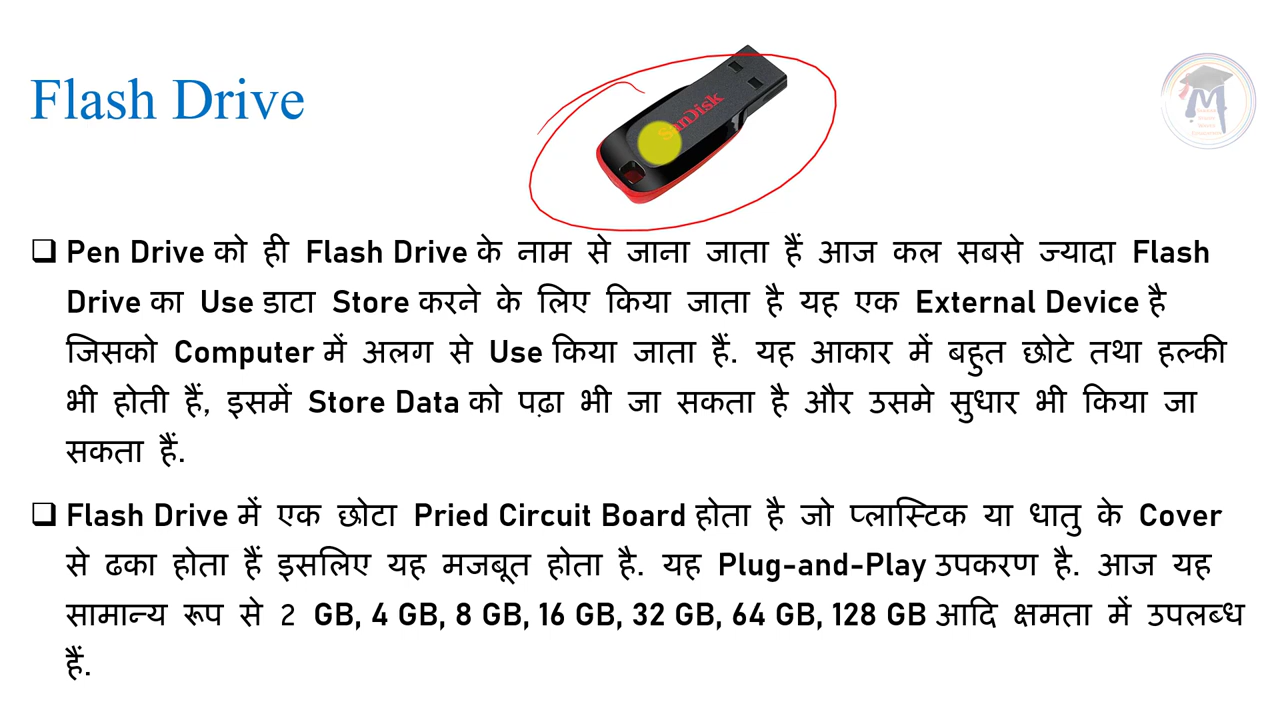 Flash Drive
SanDisk
M
❑ Pen Drive को ही Flash Drive के नाम से जाना जाता हैं आज कल सबसे ज्यादा Flash
Drive का Use डाटा Store करने के लिए किया जाता है यह एक External Device है
जिसको Computer में अलग से Use किया जाता हैं. यह आकार में बहुत छोटे तथा हल्की
भी होती हैं, इसमें Store Data को पढ़ा भी जा सकता है और उसमे सुधार भी किया जा
सकता हैं.
❑ Flash Drive में एक छोटा Pried Circuit Board होता है जो प्लास्टिक या धातु के Cover
से ढका होता हैं इसलिए यह मजबूत होता है. यह Plug-and-Play उपकरण है. आज यह
सामान्य रूप से 2 GB, 4 GB, 8 GB, 16 GB, 32 GB, 64 GB, 128 GB आदि क्षमता में उपलब्ध
हैं.